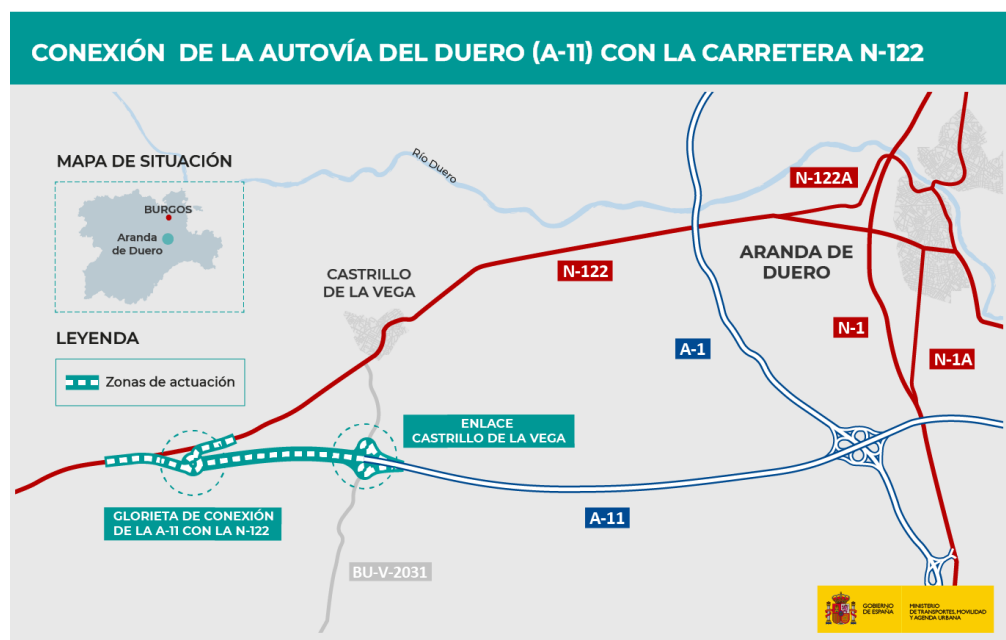 CONEXIÓN DE LA AUTOVÍA DEL DUERO (A-11) CON LA CARRETERA N-122
MAPA DE SITUACIÓN
BURGOS
Aranda
de Duero
Río Duero
N-122A
ARANDA DE
DUERO
N-122
CASTRILLO
DE LA VEGA
LEYENDA
Zonas de actuación
A-1
N-1
N-1A
ENLACE
CASTRILLO DE LA VEGA
GLORIETA DE CONEXIÓN
DE LA A-11 CON LA N-122
A-11
BU-V-2031
GOBIERNO
DE ESPAÑA
MINISTERIO
DE TRANSPORTES, MOVILIDAD
Y AGENDA URBANA